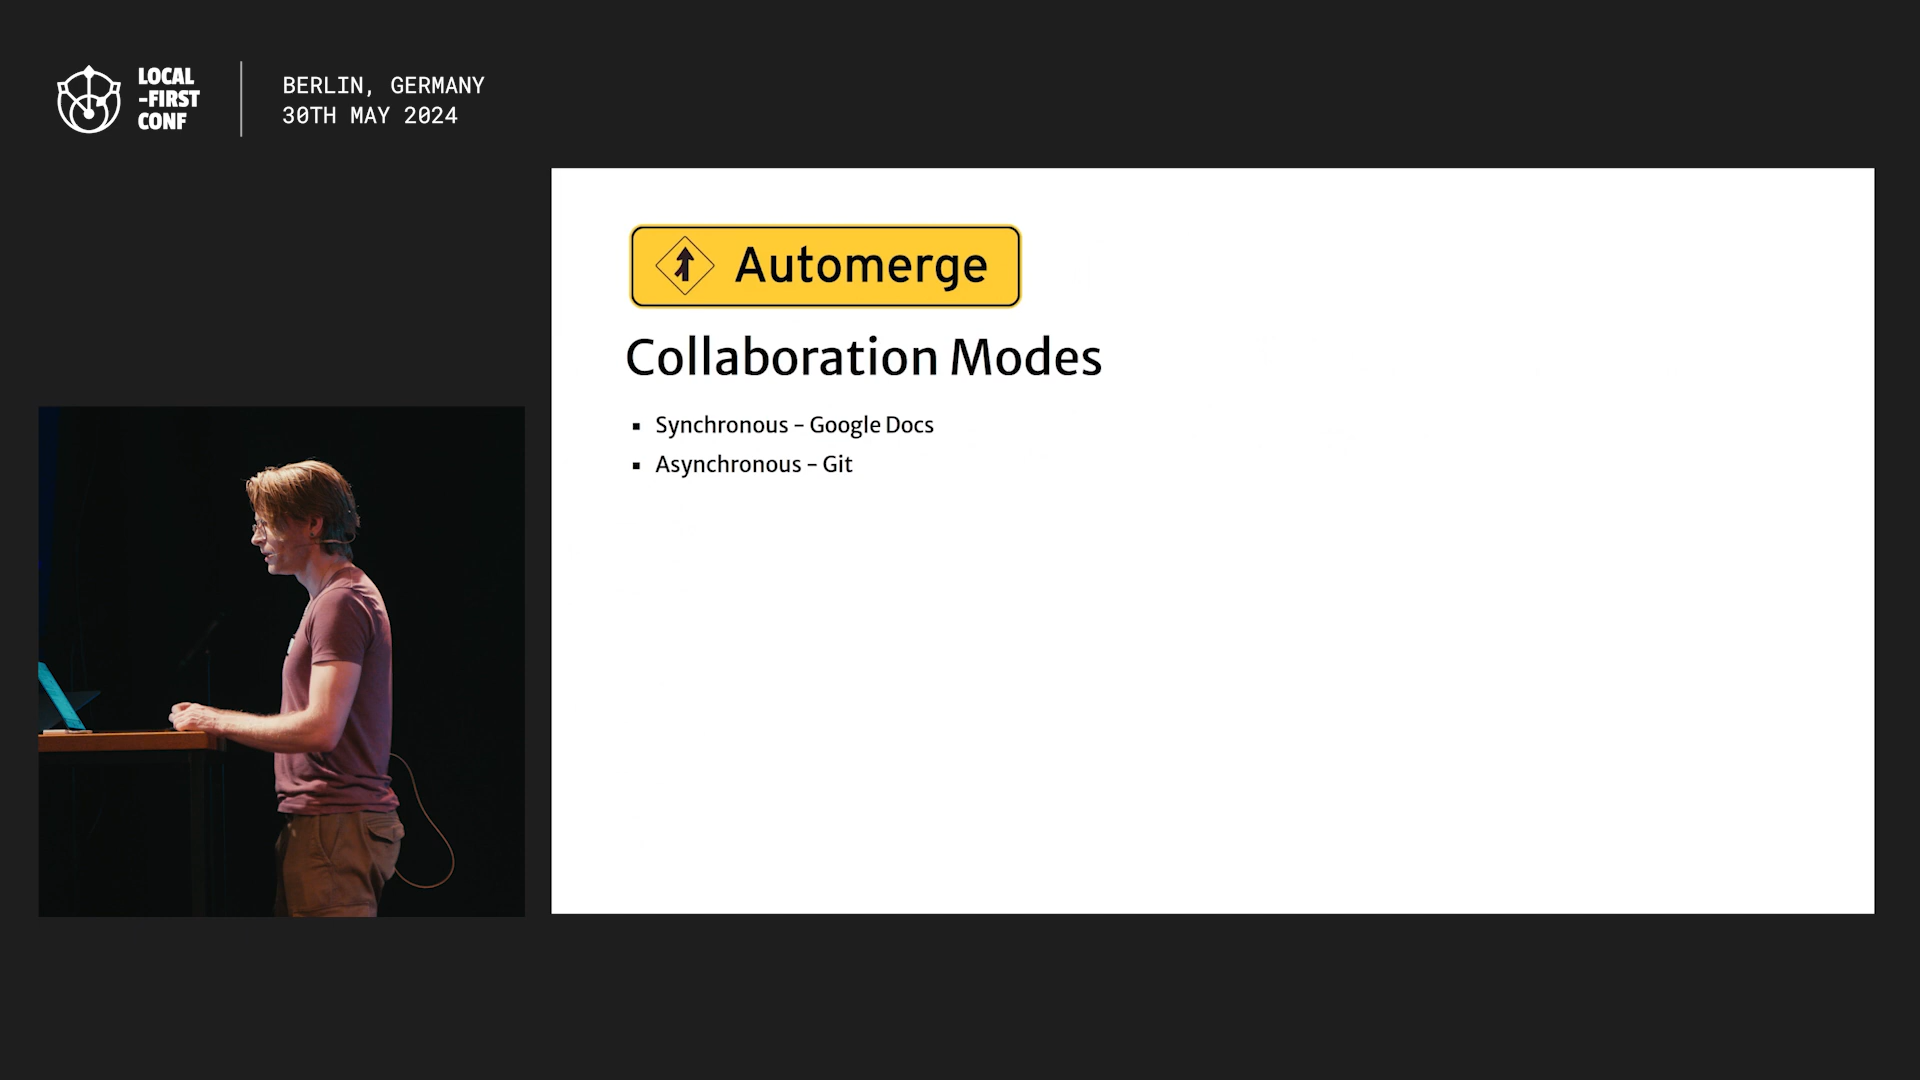 LOCAL
-FIRST
CONF
BERLIN, GERMANY
30TH MAY 2024
Automerge
Collaboration Modes
▪ Synchronous – Google Docs
▪ Asynchronous – Git